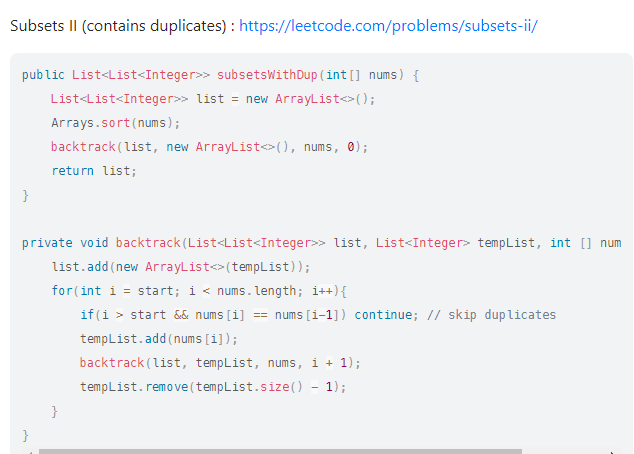 Subsets II (contains duplicates) : https://leetcode.com/problems/subsets-ii/
public List<List<Integer>> subsetsWithDup(int[] nums) {
    List<List<Integer>> list = new ArrayList<>();
    Arrays.sort(nums);
    backtrack(list, new ArrayList<>(), nums, 0);
    return list;
}

private void backtrack(List<List<Integer>> list, List<Integer> tempList, int [] num
    list.add(new ArrayList<>(tempList));
    for(int i = start; i < nums.length; i++){
        if(i > start && nums[i] == nums[i-1]) continue; // skip duplicates
        tempList.add(nums[i]);
        backtrack(list, tempList, nums, i + 1);
        tempList.remove(tempList.size() - 1);
    }
}